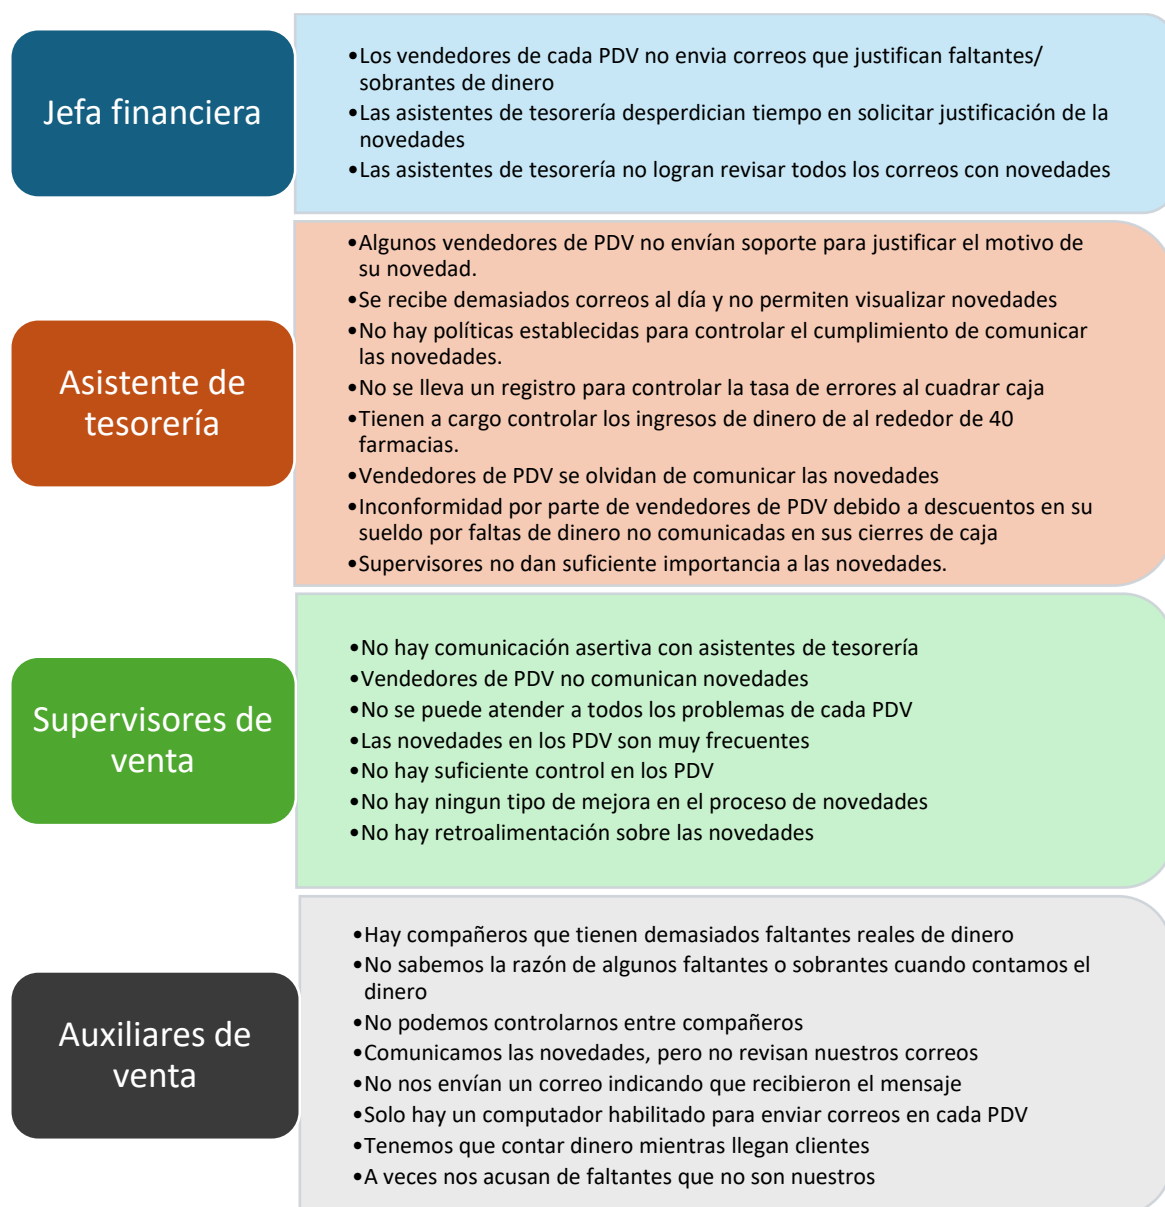 Jefa financiera
•Los vendedores de cada PDV no envia correos que justifican faltantes/
sobrantes de dinero
•Las asistentes de tesorería desperdician tiempo en solicitar justificación de la
novedades
•Las asistentes de tesorería no logran revisar todos los correos con novedades
Asistente de
tesorería
•Algunos vendedores de PDV no envían soporte para justificar el motivo de
su novedad.
•Se recibe demasiados correos al día y no permiten visualizar novedades
•No hay políticas establecidas para controlar el cumplimiento de comunicar
las novedades.
•No se lleva un registro para controlar la tasa de errores al cuadrar caja
•Tienen a cargo controlar los ingresos de dinero de al rededor de 40
farmacias.
•Vendedores de PDV se olvidan de comunicar las novedades
•Inconformidad por parte de vendedores de PDV debido a descuentos en su
sueldo por faltas de dinero no comunicadas en sus cierres de caja
•Supervisores no dan suficiente importancia a las novedades.
Supervisores de
venta
•No hay comunicación asertiva con asistentes de tesorería
•Vendedores de PDV no comunican novedades
•No se puede atender a todos los problemas de cada PDV
•Las novedades en los PDV son muy frecuentes
•No hay suficiente control en los PDV
•No hay ningun tipo de mejora en el proceso de novedades
•No hay retroalimentación sobre las novedades
Auxiliares de
venta
•Hay compañeros que tienen demasiados faltantes reales de dinero
•No sabemos la razón de algunos faltantes o sobrantes cuando contamos el
dinero
•No podemos controlarnos entre compañeros
•Comunicamos las novedades, pero no revisan nuestros correos
•No nos envían un correo indicando que recibieron el mensaje
•Solo hay un computador habilitado para enviar correos en cada PDV
•Tenemos que contar dinero mientras llegan clientes
•A veces nos acusan de faltantes que no son nuestros